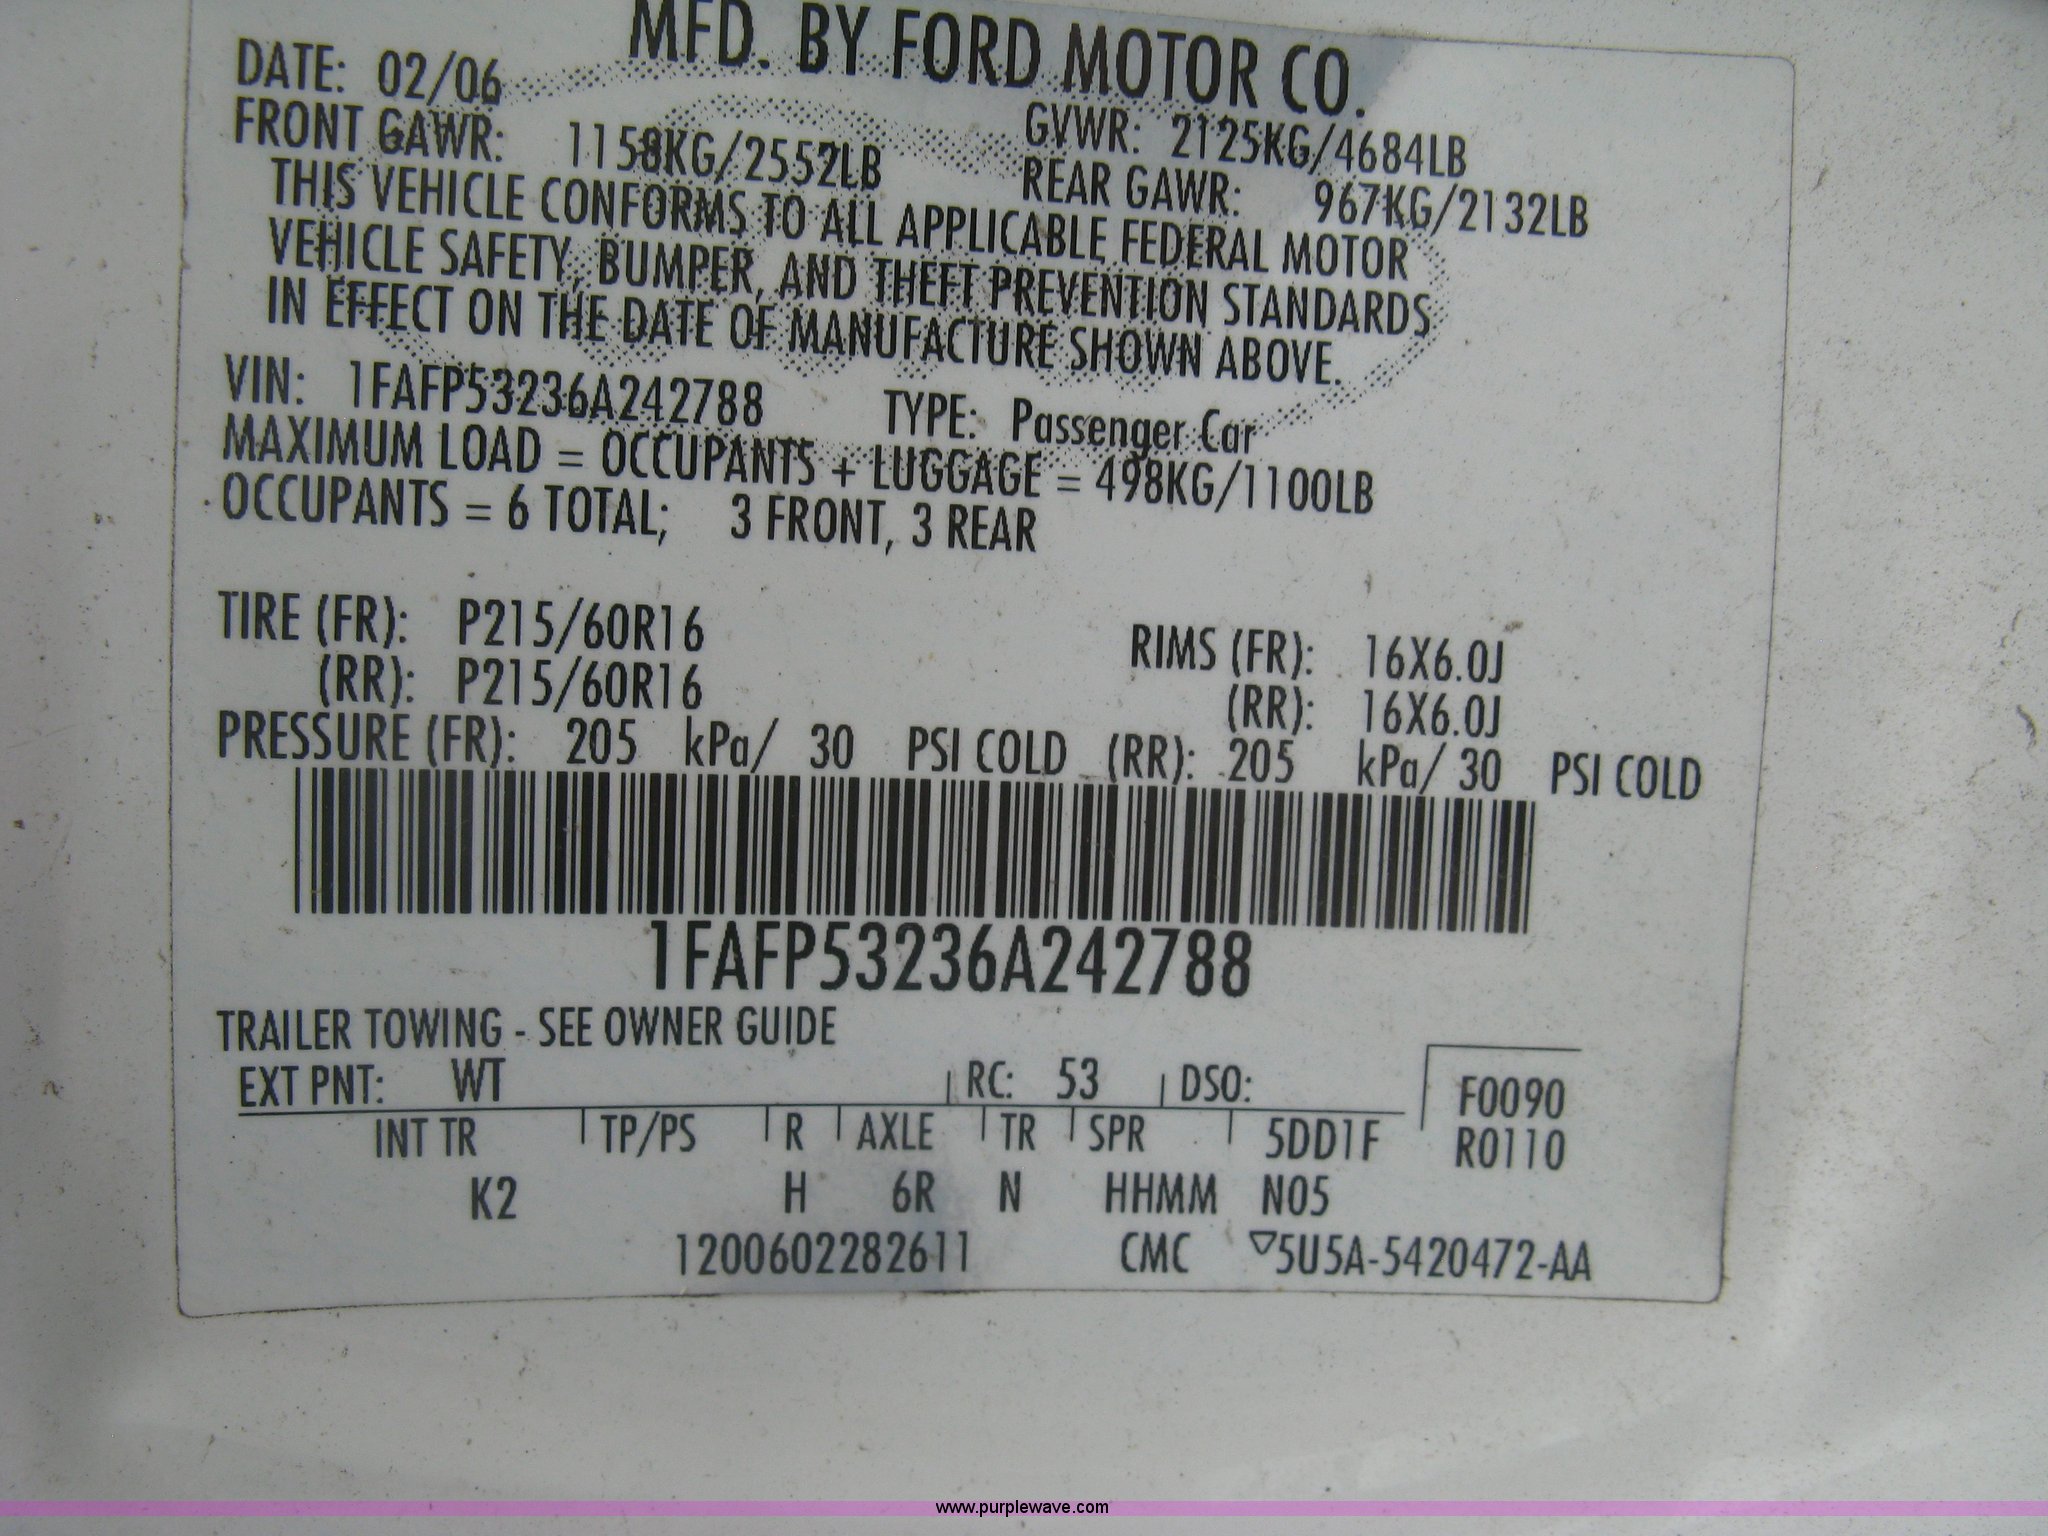 MFD. BY FORD MOTOR CO.
DATE: 02/06
GVWR: 2125KG/4684LB
FRONT GAWR: 1158KG/2552LB
REAR GAWR: 967KG/2132LB
THIS VEHICLE CONFORMS TO ALL APPLICABLE FEDERAL MOTOR
VEHICLE SAFETY, BUMPER, AND THEFT PREVENTION STANDARDS
IN EFFECT ON THE DATE OF MANUFACTURE SHOWN ABOVE.
VIN: 1FAFP53236A242788 TYPE: Passenger Car
MAXIMUM LOAD = OCCUPANTS + LUGGAGE = 498KG/1100LB
OCCUPANTS = 6 TOTAL; 3 FRONT, 3 REAR
TIRE (FR): P215/60R16 RIMS (FR): 16X6.0J
(RR): P215/60R16 (RR): 16X6.0J
PRESSURE (FR): 205 kPa/ 30 PSI COLD (RR): 205 kPa/ 30 PSI COLD
1FAFP53236A242788
TRAILER TOWING - SEE OWNER GUIDE
EXT PNT: WT RC: 53 DSO: F0090
INT TR TP/PS R AXLE TR SPR 5DD1F R0110
K2 H 6R N HHMM N05
1200602282611 CMC ▽5U5A-5420472-AA
www.purplewave.com